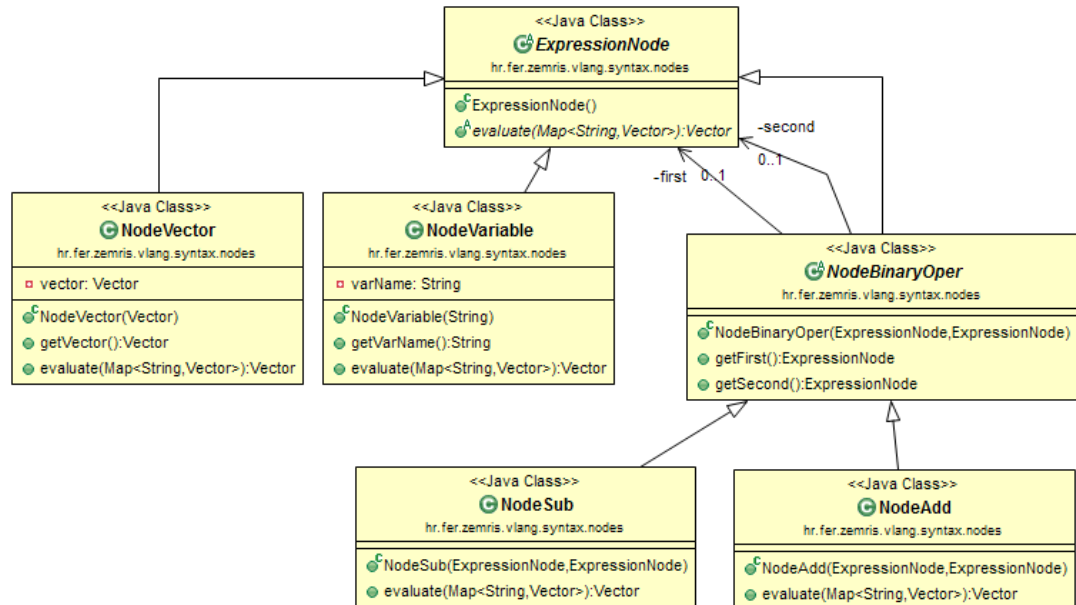 <<Java Class>>
ExpressionNode
hr.fer.zemris.vlang.syntax.nodes
ExpressionNode()
evaluate(Map<String,Vector>):Vector
-second
0..1
-first 0..1
<<Java Class>>
NodeVector
hr.fer.zemris.vlang.syntax.nodes
vector: Vector
NodeVector(Vector)
getVector():Vector
evaluate(Map<String,Vector>):Vector
<<Java Class>>
NodeVariable
hr.fer.zemris.vlang.syntax.nodes
varName: String
NodeVariable(String)
getVarName():String
evaluate(Map<String,Vector>):Vector
<<Java Class>>
NodeBinaryOper
hr.fer.zemris.vlang.syntax.nodes
NodeBinaryOper(ExpressionNode,ExpressionNode)
getFirst():ExpressionNode
getSecond():ExpressionNode
<<Java Class>>
NodeSub
hr.fer.zemris.vlang.syntax.nodes
NodeSub(ExpressionNode,ExpressionNode)
evaluate(Map<String,Vector>):Vector
<<Java Class>>
NodeAdd
hr.fer.zemris.vlang.syntax.nodes
NodeAdd(ExpressionNode,ExpressionNode)
evaluate(Map<String,Vector>):Vector